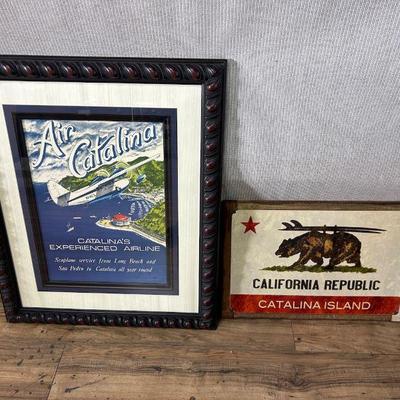 Air
Catalina
CATALINA'S
EXPERIENCED AIRLINE
Seaplane service from Long Beach and
San Pedro to Catalina all year round
CALIFORNIA REPUBLIC
CATALINA ISLAND